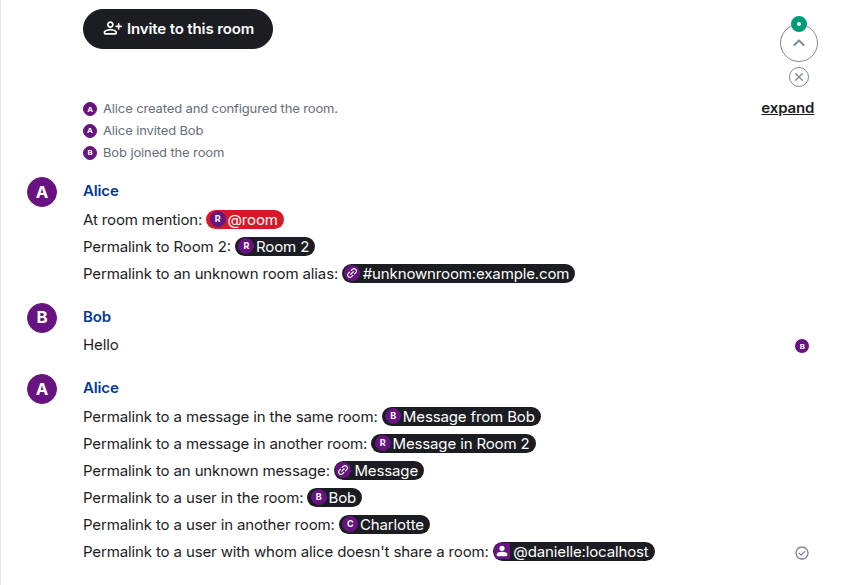 Invite to this room
A Alice created and configured the room.
expand
A Alice invited Bob
B Bob joined the room
A Alice
At room mention: R @room
Permalink to Room 2: R Room 2
Permalink to an unknown room alias: #unknownroom:example.com
B Bob
Hello
B
A Alice
Permalink to a message in the same room: B Message from Bob
Permalink to a message in another room: R Message in Room 2
Permalink to an unknown message: Message
Permalink to a user in the room: B Bob
Permalink to a user in another room: C Charlotte
Permalink to a user with whom alice doesn't share a room: @danielle:localhost